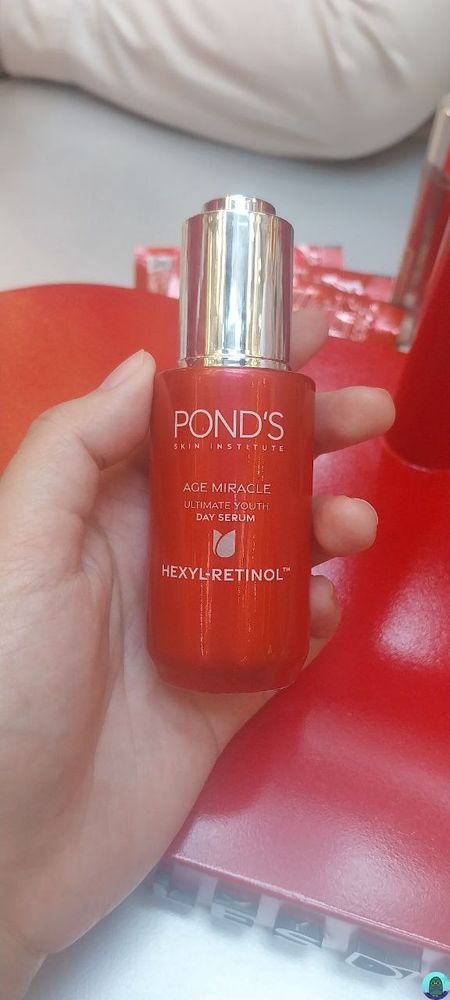 POND'S
SKIN INSTITUTE
AGE MIRACLE
ULTIMATE YOUTH
DAY SERUM
HEXYL-RETINOL™